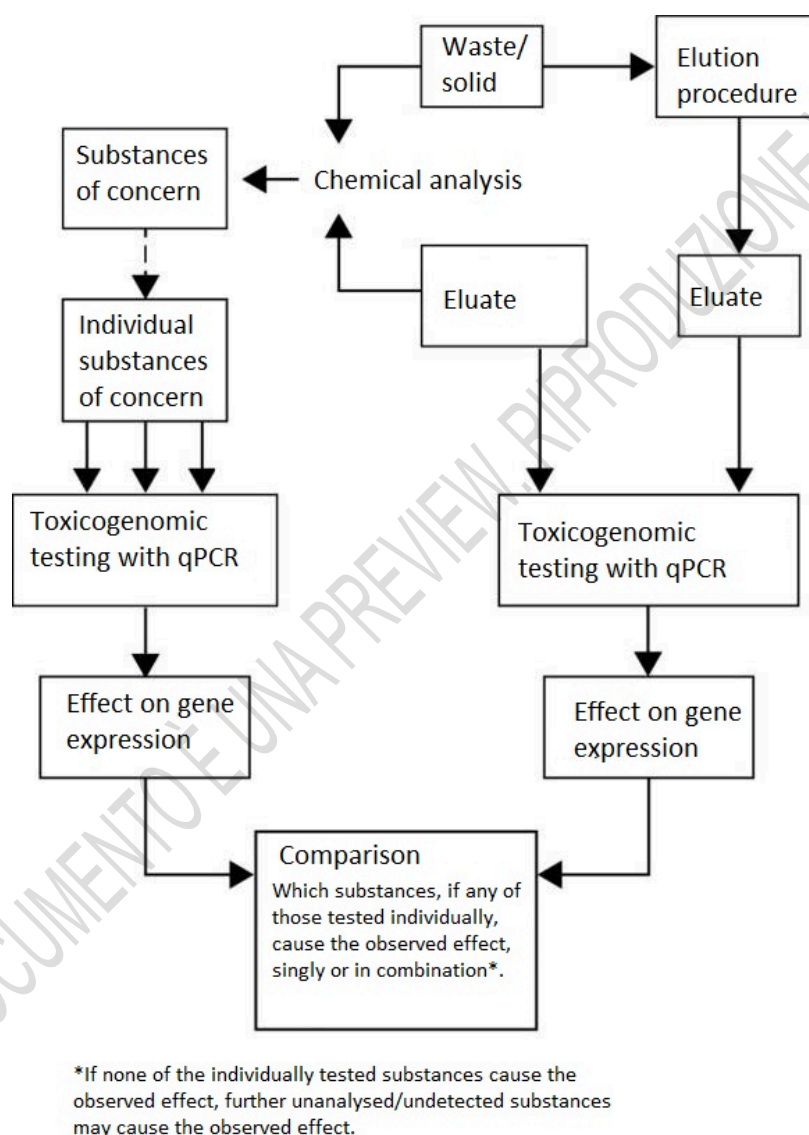 Waste/
solid
Elution
procedure
Substances
of concern
Chemical analysis
Eluate
Eluate
Individual
substances
of concern
Toxicogenomic
testing with qPCR
Toxicogenomic
testing with qPCR
Effect on gene
expression
Effect on gene
expression
Comparison
Which substances, if any of
those tested individually,
cause the observed effect,
singly or in combination*.
*If none of the individually tested substances cause the
observed effect, further unanalysed/undetected substances
may cause the observed effect.
CUMENTO È UNA PREVIEW. RIPRODUZIONE